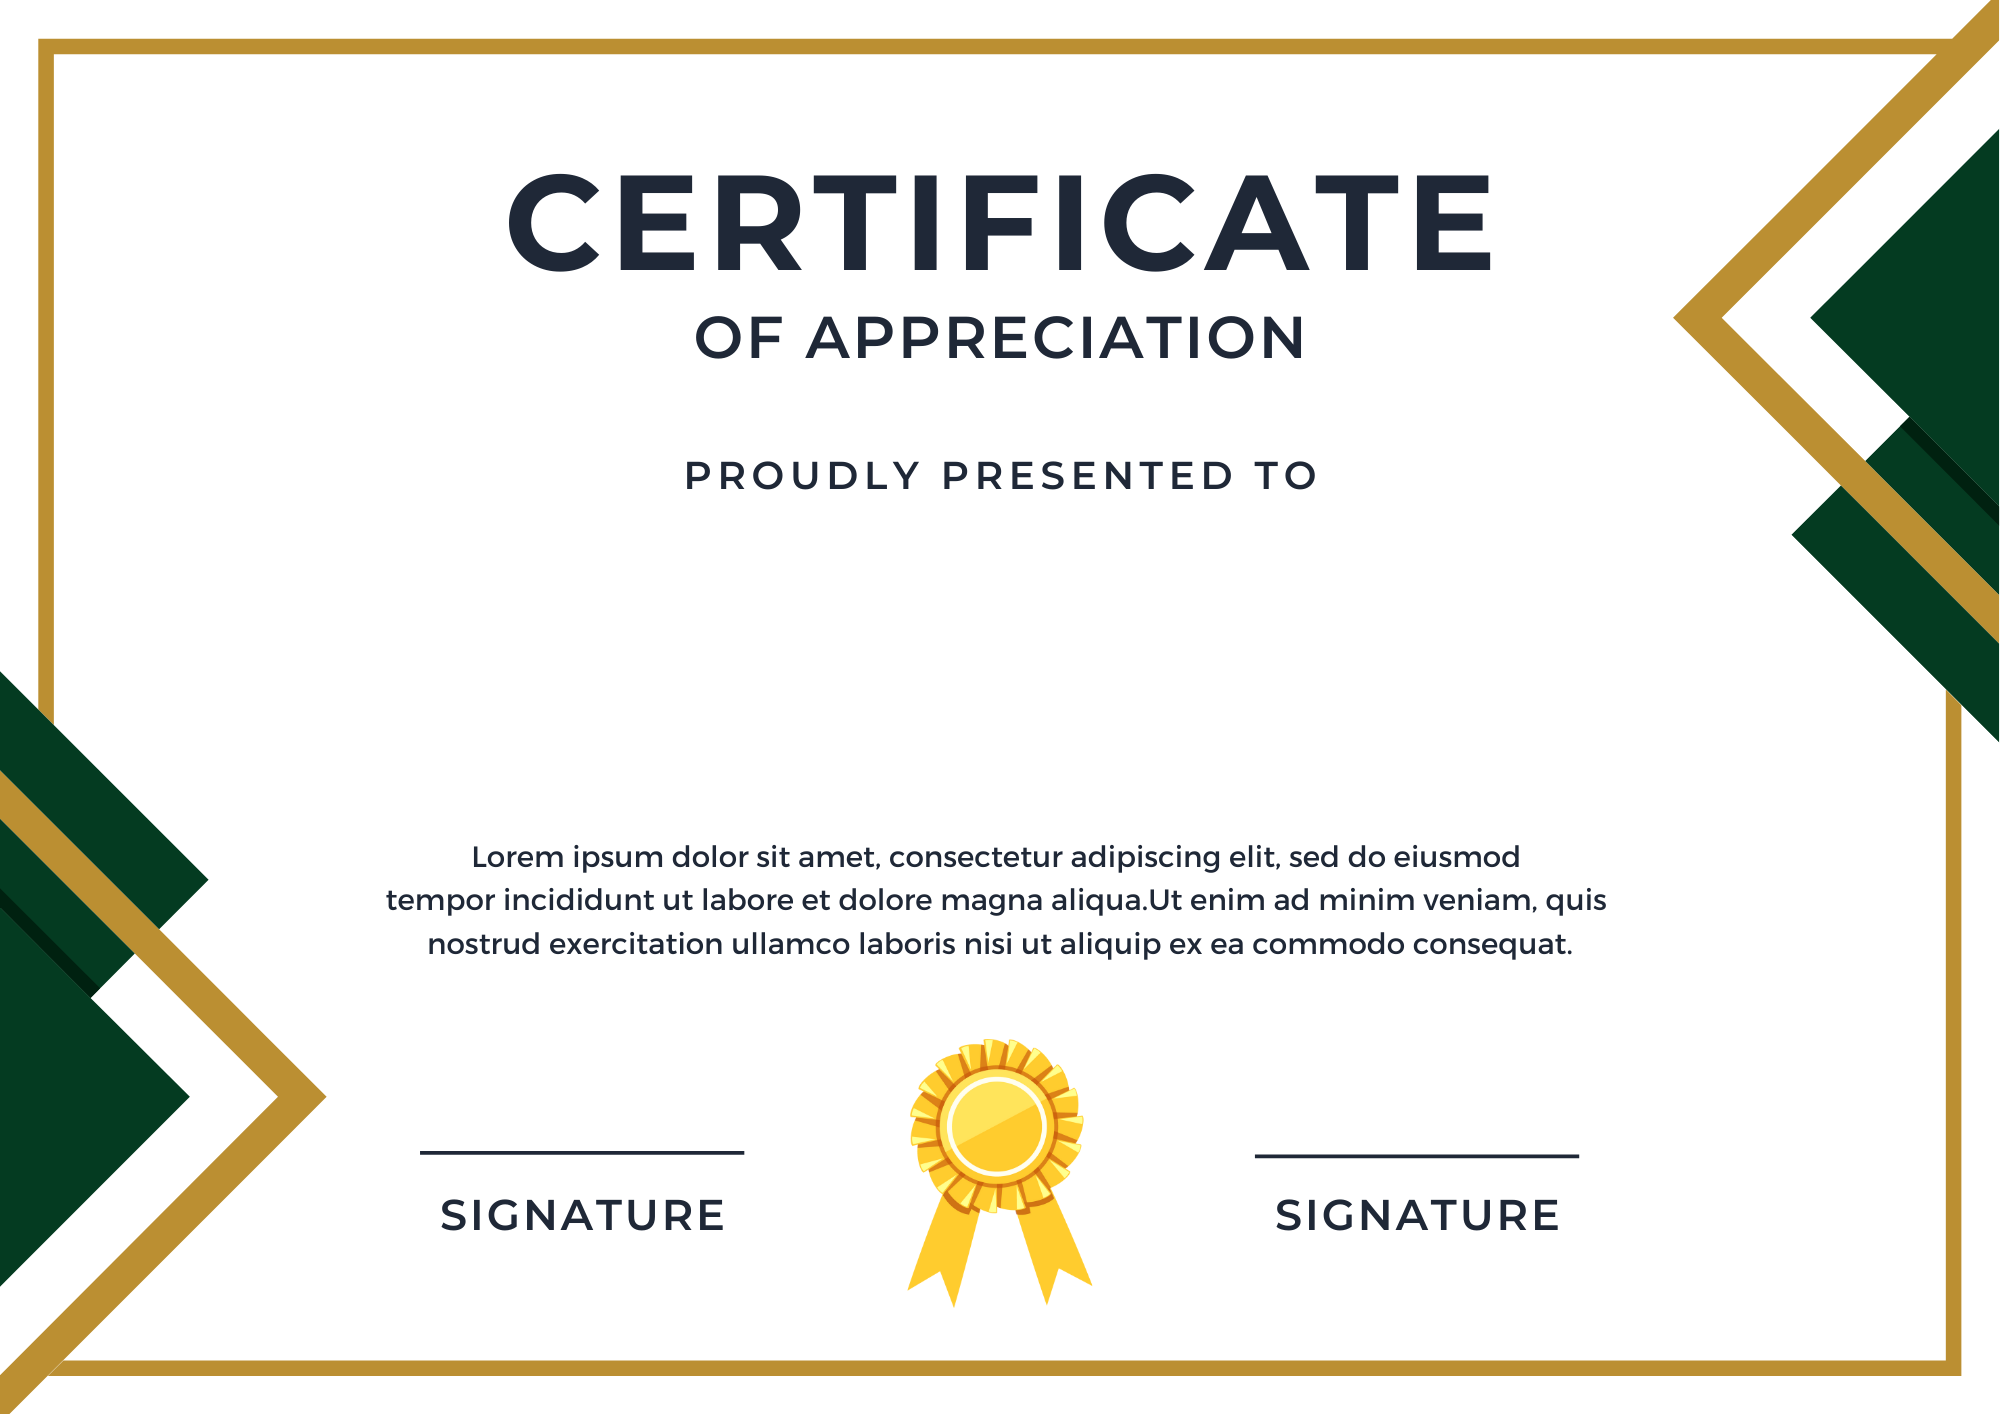 CERTIFICATE
OF APPRECIATION
PROUDLY PRESENTED TO
Lorem ipsum dolor sit amet, consectetur adipiscing elit, sed do eiusmod
tempor incididunt ut labore et dolore magna aliqua.Ut enim ad minim veniam, quis
nostrud exercitation ullamco laboris nisi ut aliquip ex ea commodo consequat.
SIGNATURE
SIGNATURE